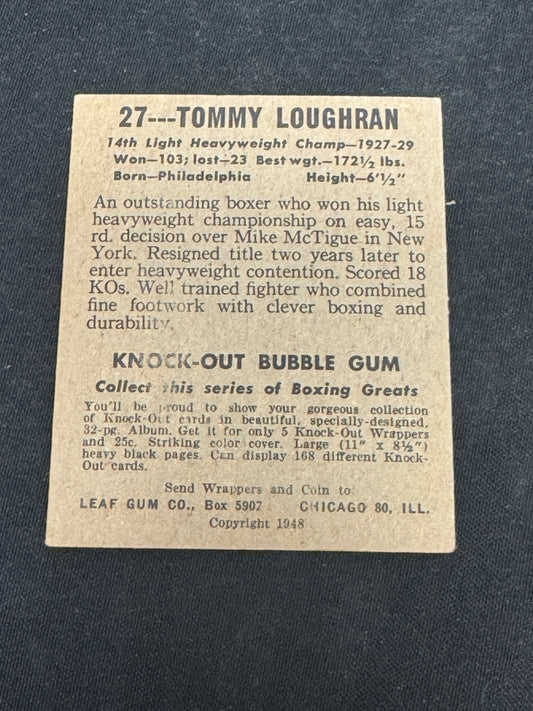 27---TOMMY LOUGHRAN
14th Light Heavyweight Champ—1927-29
Won—103; lost—23 Best wgt.—172½ lbs.
Born—Philadelphia Height—6'½"
An outstanding boxer who won his light
heavyweight championship on easy, 15
rd. decision over Mike McTigue in New
York. Resigned title two years later to
enter heavyweight contention. Scored 18
KOs. Well trained fighter who combined
fine footwork with clever boxing and
durability.
KNOCK-OUT BUBBLE GUM
Collect this series of Boxing Greats
You'll be proud to show your gorgeous collection
of Knock-Out cards in beautiful, specially-designed,
32-pg. Album. Get it for only 5 Knock-Out Wrappers
and 25c. Striking color cover. Large (11" x 8½")
heavy black pages. Can display 168 different Knock-
Out cards.
Send Wrappers and Coin to
LEAF GUM CO., Box 5907 CHICAGO 80, ILL.
Copyright 1948